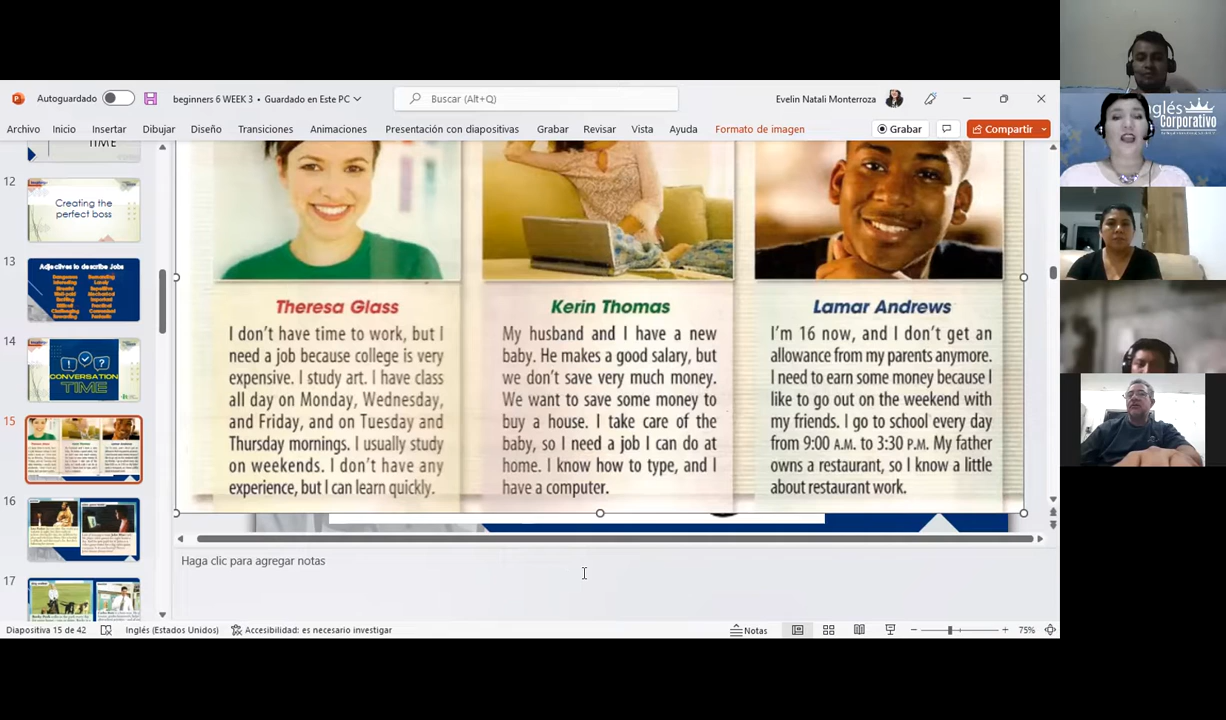 Autoguardado
beginners 6 WEEK 3 • Guardado en Este PC
Buscar (Alt+Q)
Evelin Natali Monterroza
Archivo Inicio Insertar Dibujar Diseño Transiciones Animaciones Presentación con diapositivas Grabar Revisar Vista Ayuda Formato de imagen
Grabar
Compartir
TIME
12
Creating the
perfect boss
13
Adjectives to describe Jobs
14
CONVERSATION
TIME
15
16
17
Theresa Glass
I don't have time to work, but I
need a job because college is very
expensive. I study art. I have class
all day on Monday, Wednesday,
and Friday, and on Tuesday and
Thursday mornings. I usually study
on weekends. I don't have any
experience, but I can learn quickly.
Kerin Thomas
My husband and I have a new
baby. He makes a good salary, but
we don't save very much money.
We want to save some money to
buy a house. I take care of the
baby, so I need a job I can do at
home. I know how to type, and I
have a computer.
Lamar Andrews
I'm 16 now, and I don't get an
allowance from my parents anymore.
I need to earn some money because I
like to go out on the weekend with
my friends. I go to school every day
from 9:00 A.M. to 3:30 P.M. My father
owns a restaurant, so I know a little
about restaurant work.
Haga clic para agregar notas
Diapositiva 15 de 42
Inglés (Estados Unidos)
Accesibilidad: es necesario investigar
Notas
75%
nglés
Corporativo